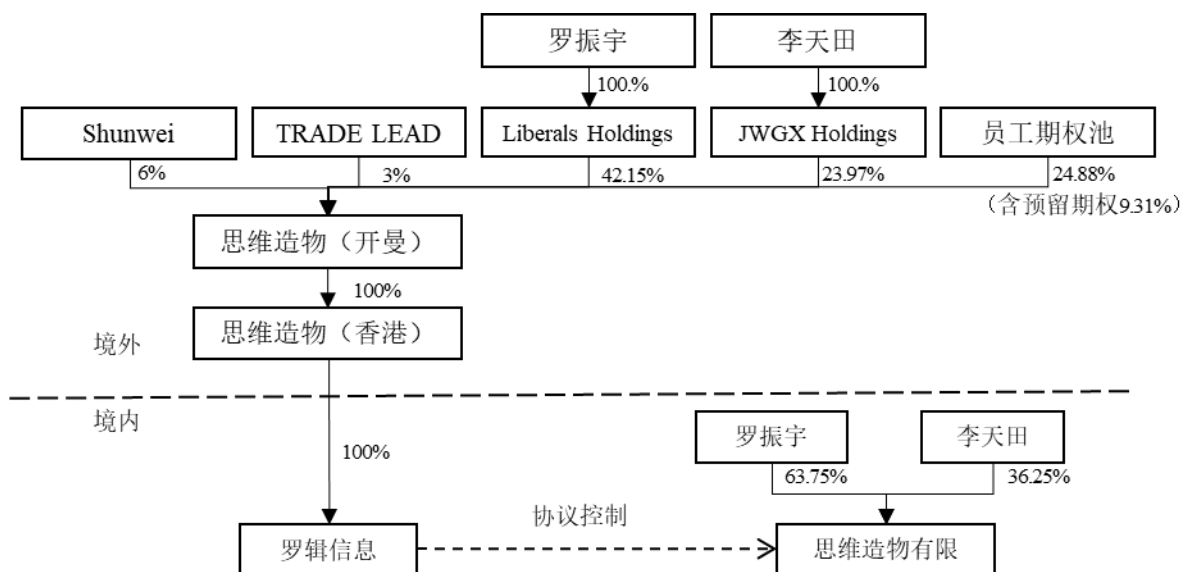 罗振宇
李天田
100.%
100.%
Shunwei
TRADE LEAD
Liberals Holdings
JWGX Holdings
员工期权池
6%
3%
42.15%
23.97%
24.88%
（含预留期权9.31%）
思维造物（开曼）
100%
思维造物（香港）
境外
境内
100%
罗振宇
李天田
63.75%
36.25%
协议控制
罗辑信息
思维造物有限